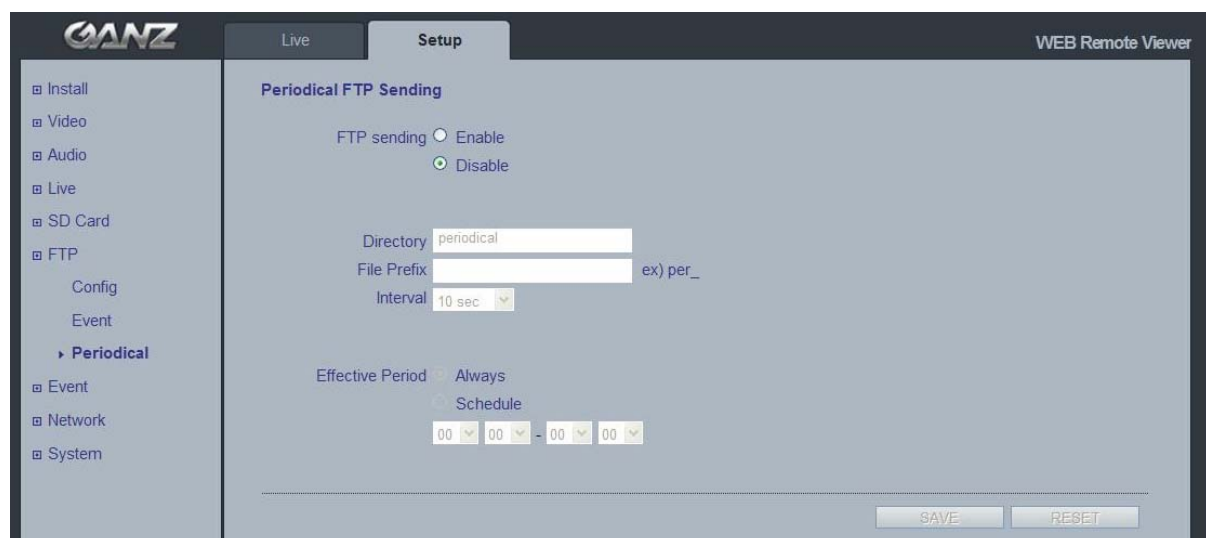 GANZ
Live
Setup
WEB Remote Viewer
Install
Video
Audio
Live
SD Card
FTP
Config
Event
Periodical
Event
Network
System
Periodical FTP Sending
FTP sending Enable
Disable
Directory periodical
File Prefix ex) per_
Interval 10 sec
Effective Period Always
Schedule
00 00 - 00 00
SAVE RESET